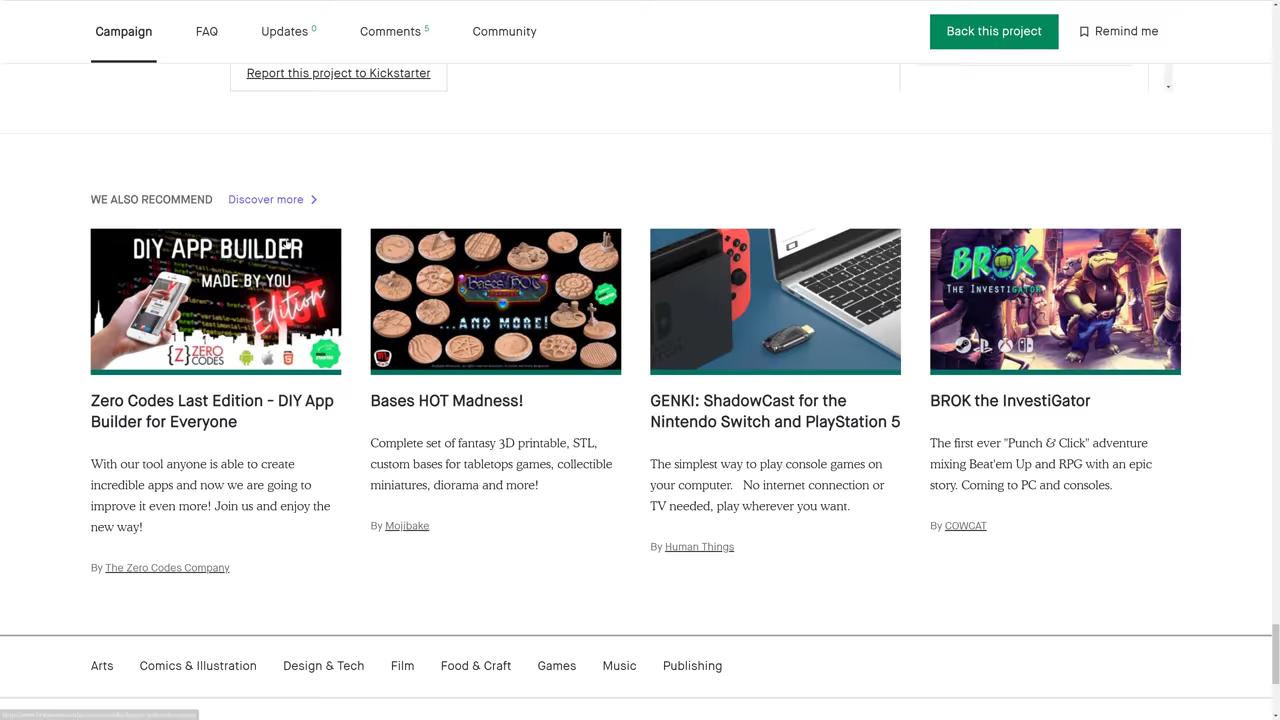 Campaign FAQ Updates 0 Comments 5 Community Back this project Remind me
Report this project to Kickstarter
WE ALSO RECOMMEND Discover more
DIY APP BUILDER
MADE BY YOU
HOT
Edition
{Z} ZERO CODES
Bases HOT
...AND MORE!
BROK
THE INVESTIGATOR
Zero Codes Last Edition - DIY App
Builder for Everyone
With our tool anyone is able to create
incredible apps and now we are going to
improve it even more! Join us and enjoy the
new way!
By The Zero Codes Company
Bases HOT Madness!
Complete set of fantasy 3D printable, STL,
custom bases for tabletops games, collectible
miniatures, diorama and more!
By Mojibake
GENKI: ShadowCast for the
Nintendo Switch and PlayStation 5
The simplest way to play console games on
your computer. No internet connection or
TV needed, play wherever you want.
By Human Things
BROK the InvestiGator
The first ever "Punch & Click" adventure
mixing Beat'em Up and RPG with an epic
story. Coming to PC and consoles.
By COWCAT
Arts Comics & Illustration Design & Tech Film Food & Craft Games Music Publishing